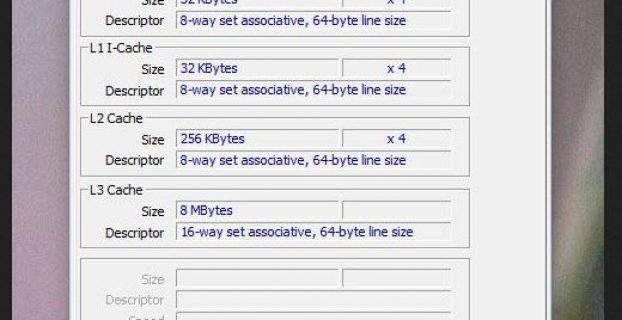 Size 32 KBytes x 4
Descriptor 8-way set associative, 64-byte line size
L1 I-Cache
Size 32 KBytes x 4
Descriptor 8-way set associative, 64-byte line size
L2 Cache
Size 256 KBytes x 4
Descriptor 8-way set associative, 64-byte line size
L3 Cache
Size 8 MBytes
Descriptor 16-way set associative, 64-byte line size
Size
Descriptor
Speed